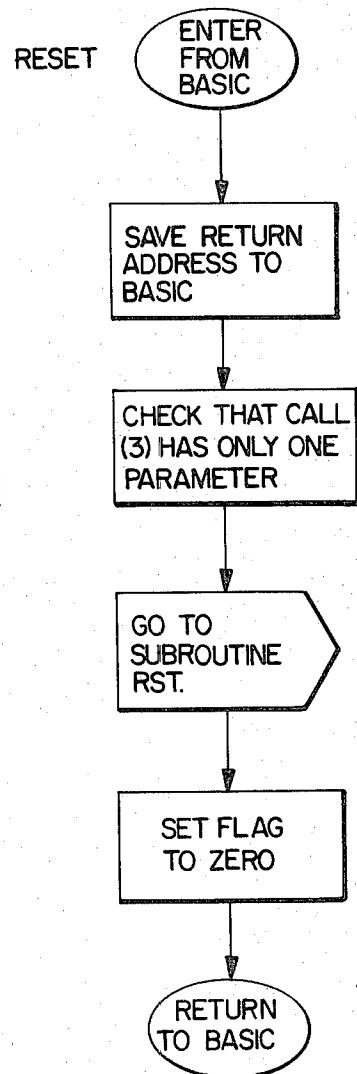 RESET
ENTER
FROM
BASIC
SAVE RETURN
ADDRESS TO
BASIC
CHECK THAT CALL
(3) HAS ONLY ONE
PARAMETER
GO TO
SUBROUTINE
RST.
SET FLAG
TO ZERO
RETURN
TO BASIC